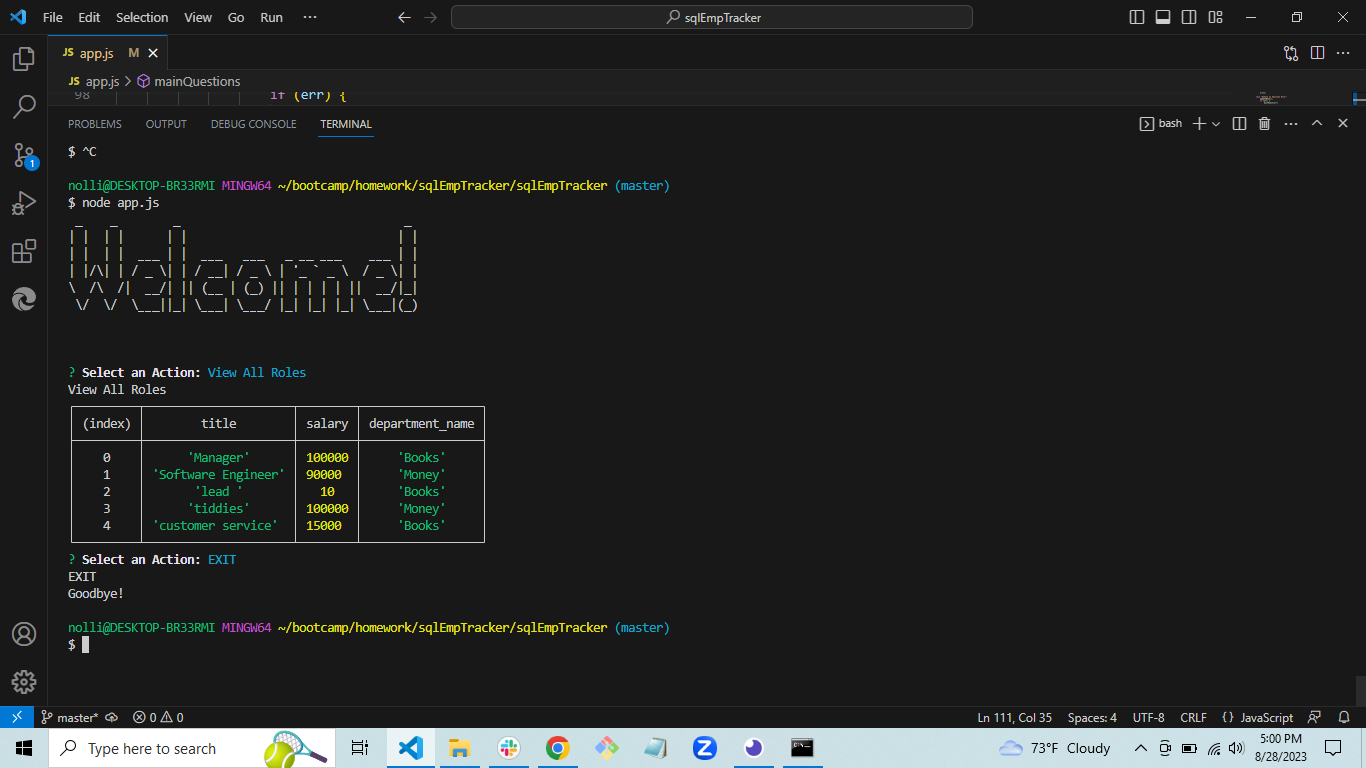 File Edit Selection View Go Run ··· sqlEmpTracker
JS app.js M
JS app.js > mainQuestions
98 if (err) {
PROBLEMS OUTPUT DEBUG CONSOLE TERMINAL bash
$ ^C
nolli@DESKTOP-BR33RMI MINGW64 ~/bootcamp/homework/sqlEmpTracker/sqlEmpTracker (master)
$ node app.js
Welcome!
? Select an Action: View All Roles
View All Roles
(index) title salary department_name
0 'Manager' 100000 'Books'
1 'Software Engineer' 90000 'Money'
2 'lead ' 10 'Books'
3 'tiddies' 100000 'Money'
4 'customer service' 15000 'Books'
? Select an Action: EXIT
EXIT
Goodbye!
nolli@DESKTOP-BR33RMI MINGW64 ~/bootcamp/homework/sqlEmpTracker/sqlEmpTracker (master)
$
1
master* 0 0 Ln 111, Col 35 Spaces: 4 UTF-8 CRLF {} JavaScript
Type here to search 73°F Cloudy 5:00 PM
8/28/2023